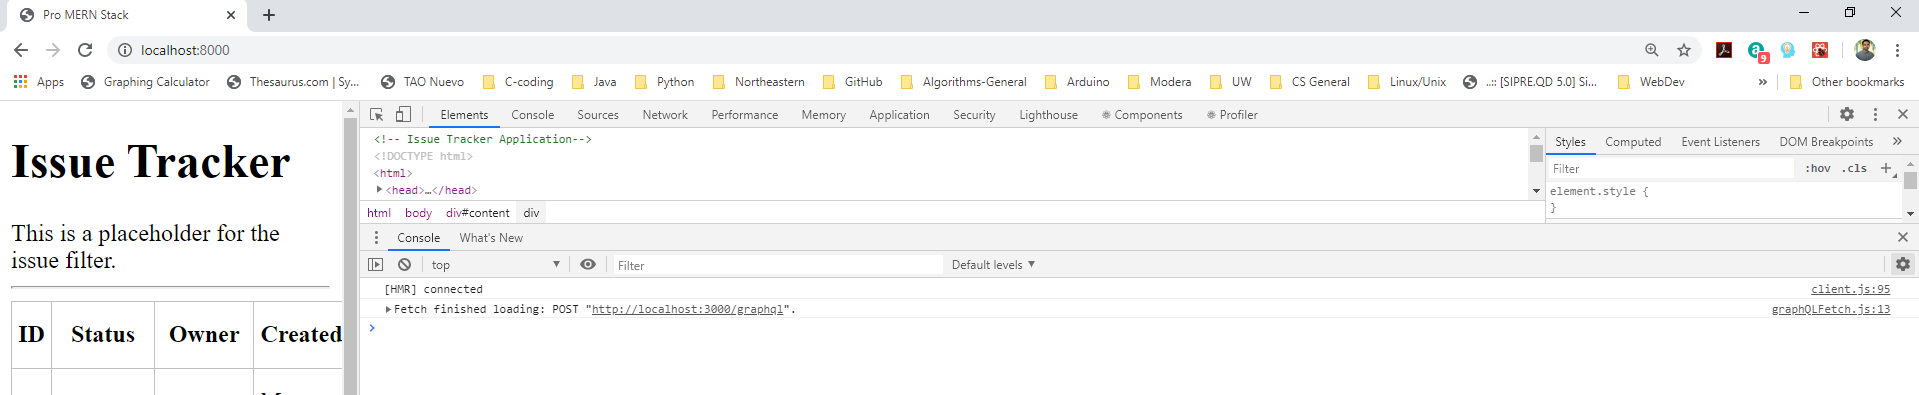 Pro MERN Stack
localhost:8000
9
Apps Graphing Calculator Thesaurus.com | Sy... TAO Nuevo C-coding Java Python Northeastern GitHub Algorithms-General Arduino Modera UW CS General Linux/Unix ..:: [SIPRE.QD 5.0] Si... WebDev » Other bookmarks
Issue Tracker
This is a placeholder for the
issue filter.
ID Status Owner Created
Elements Console Sources Network Performance Memory Application Security Lighthouse Components Profiler
<!-- Issue Tracker Application-->
<!DOCTYPE html>
<html>
<head>…</head>
html body div#content div
Styles Computed Event Listeners DOM Breakpoints »
Filter :hov .cls +
element.style {
}
Console What's New
top Filter Default levels
[HMR] connected client.js:95
Fetch finished loading: POST "http://localhost:3000/graphql". graphQLFetch.js:13